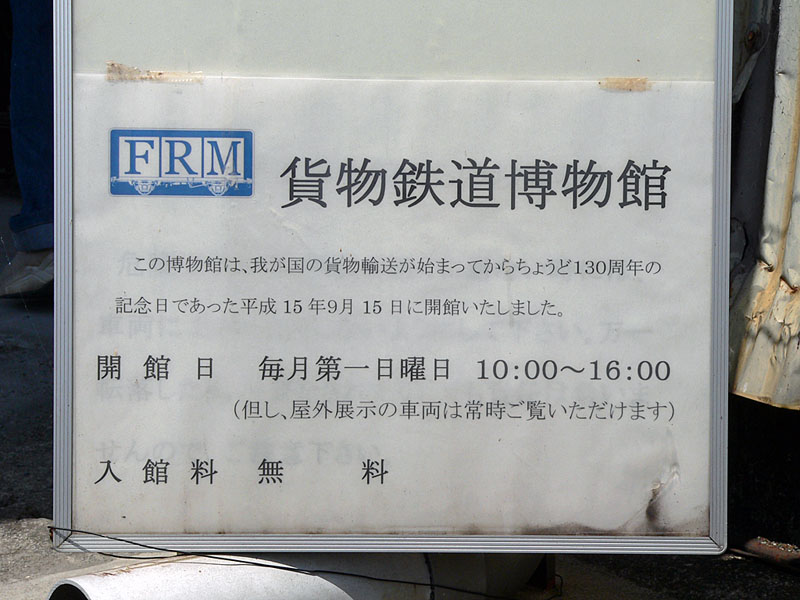 FRM
貨物鉄道博物館
この博物館は、我が国の貨物輸送が始まってからちょうど130周年の
記念日であった平成15年9月15日に開館いたしました。
開館日 毎月第一日曜日 10:00～16:00
（但し、屋外展示の車両は常時ご覧いただけます）
入館料 無料